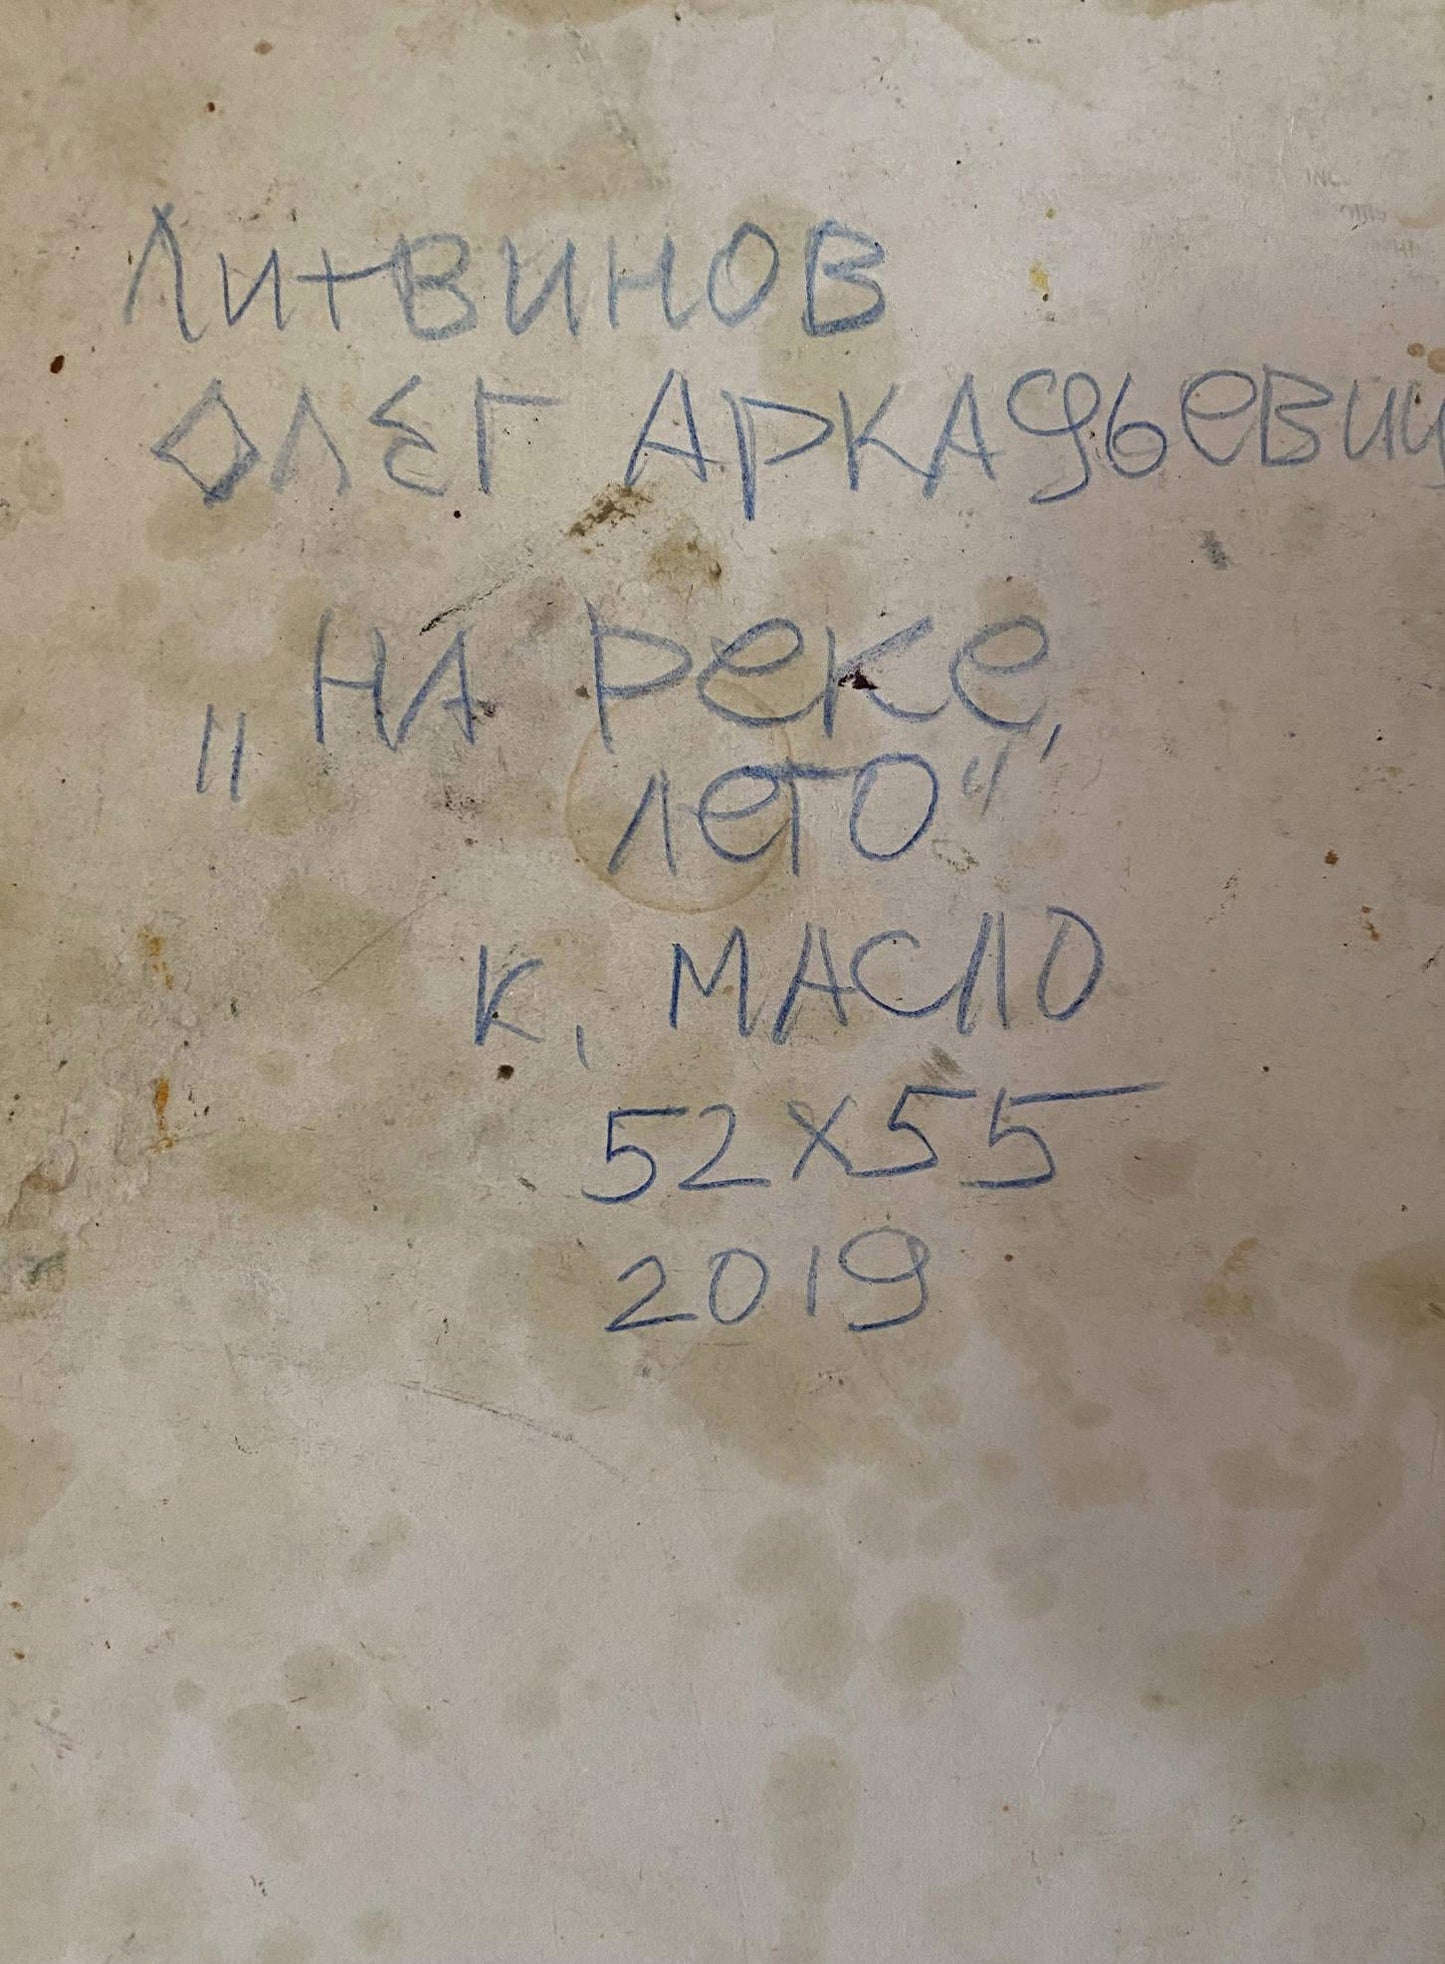 ЛИТВИНОВ
ОЛЕГ АРКАДЬЕВИЧ
„НА РЕКЕ,
ЛЕТО“
К, МАСЛО
52х55
2019